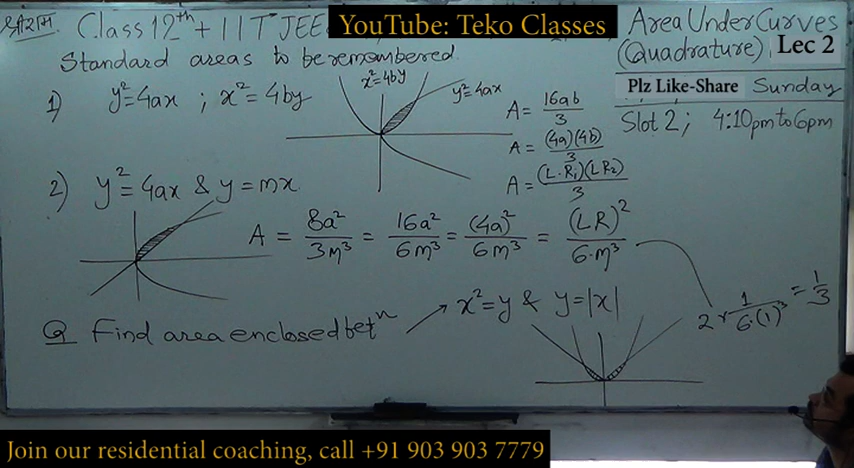 Class 12th + IIT JEE
YouTube: Teko Classes
Area Under Curves
(Quadrature), Lec 2
Standard areas to be remembered.
Plz Like-Share Sunday
Slot 2; 4:10pm to 6pm
1) y²=4ax ; x²=4by
x²=4by
y²=4ax
A = 16ab/3
A = (4a)(4b)/3
A = (L.R₁)(LR₂)/3
2) y²=4ax & y=mx
A = 8a²/3m³ = 16a²/6m³ = (4a)²/6m³ = (LR)²/6·m³
Q Find area enclosed betⁿ → x²=y & y=|x|
2 × 1/6·(1)³ = 1/3
Join our residential coaching, call +91 903 903 7779